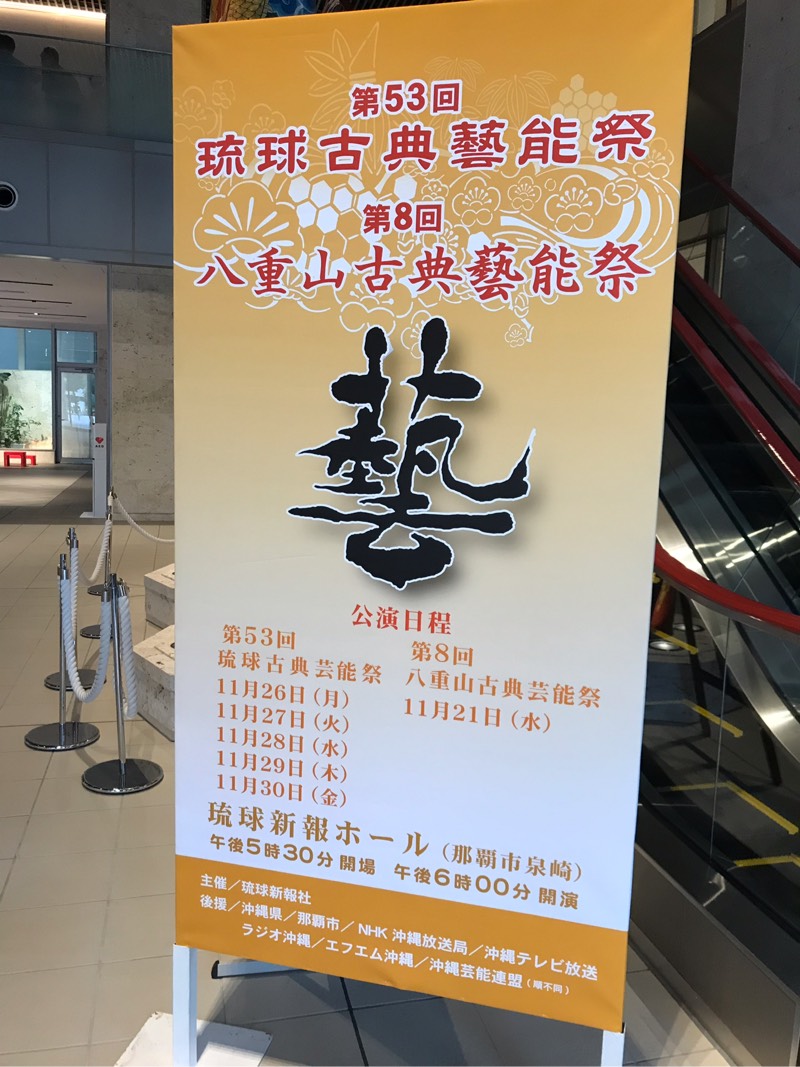 第53回
琉球古典藝能祭
第8回
八重山古典藝能祭
藝
公演日程
第53回
琉球古典芸能祭
11月26日（月）
11月27日（火）
11月28日（水）
11月29日（木）
11月30日（金）
第8回
八重山古典芸能祭
11月21日（水）
琉球新報ホール（那覇市泉崎）
午後5時30分 開場　午後6時00分 開演
主催／琉球新報社
後援／沖縄県／那覇市／NHK 沖縄放送局／沖縄テレビ放送
ラジオ沖縄／エフエム沖縄／沖縄芸能連盟（順不同）